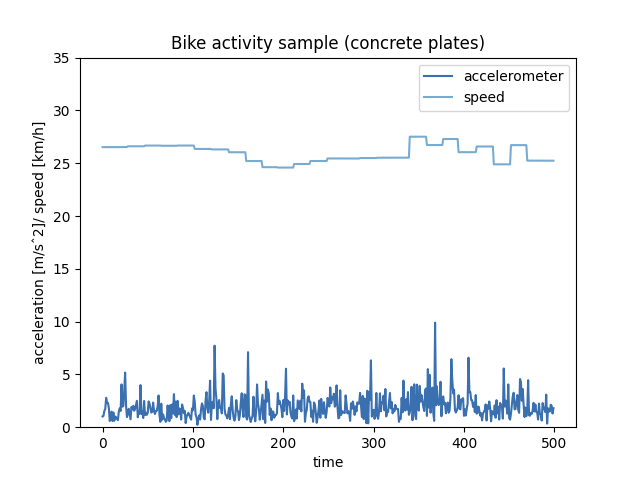 Bike activity sample (concrete plates)
accelerometer
speed
35
30
25
20
15
10
5
0
acceleration [m/sˆ2]/ speed [km/h]
0 100 200 300 400 500
time